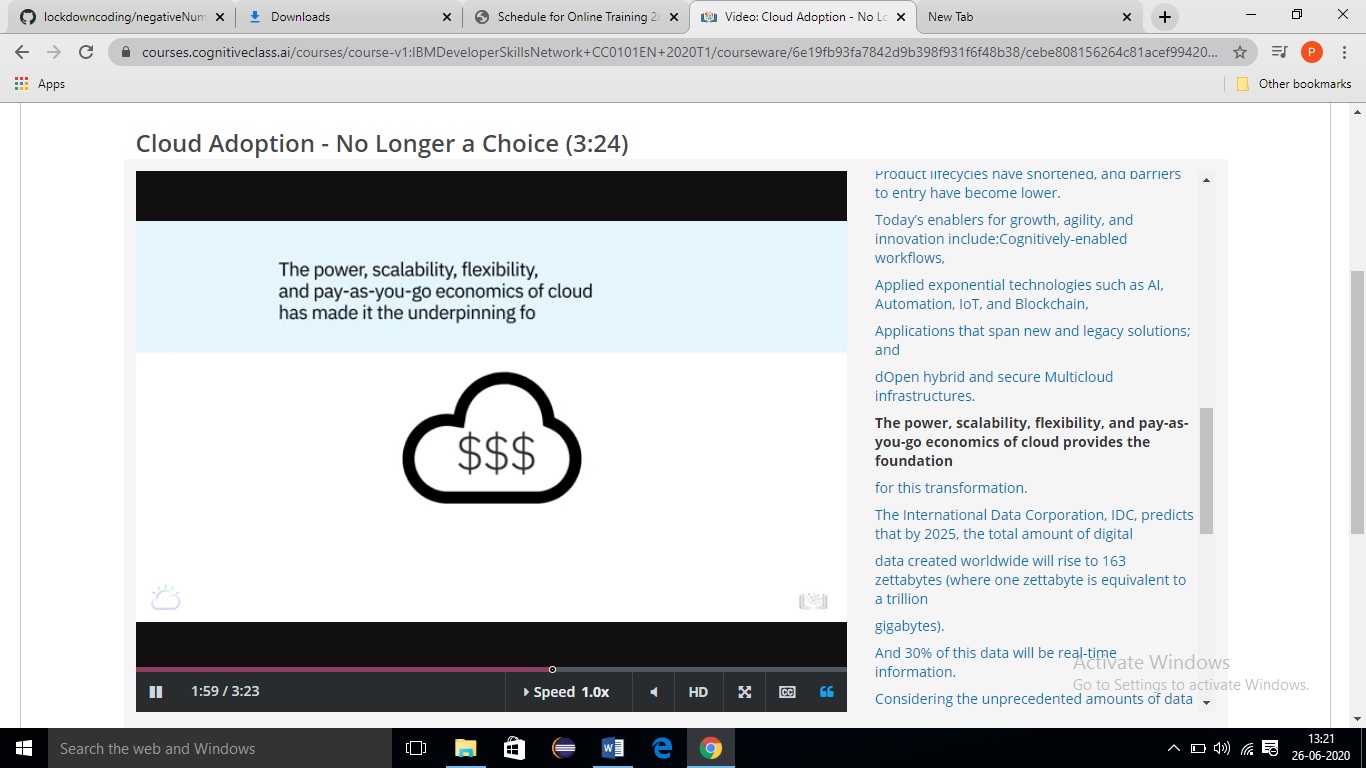 lockdowncoding/negativeNum
Downloads
Schedule for Online Training 2
Video: Cloud Adoption - No Lo
New Tab
courses.cognitiveclass.ai/courses/course-v1:IBMDeveloperSkillsNetwork+CC0101EN+2020T1/courseware/6e19fb93fa7842d9b398f931f6f48b38/cebe808156264c81acef99420...
P
Apps
Other bookmarks
Cloud Adoption - No Longer a Choice (3:24)
The power, scalability, flexibility,
and pay-as-you-go economics of cloud
has made it the underpinning fo
$$$
1:59 / 3:23
Speed 1.0x
HD
CC
Product lifecycles have shortened, and barriers
to entry have become lower.
Today's enablers for growth, agility, and
innovation include:Cognitively-enabled
workflows,
Applied exponential technologies such as AI,
Automation, IoT, and Blockchain,
Applications that span new and legacy solutions;
and
dOpen hybrid and secure Multicloud
infrastructures.
The power, scalability, flexibility, and pay-as-
you-go economics of cloud provides the
foundation
for this transformation.
The International Data Corporation, IDC, predicts
that by 2025, the total amount of digital
data created worldwide will rise to 163
zettabytes (where one zettabyte is equivalent to
a trillion
gigabytes).
And 30% of this data will be real-time
information.
Considering the unprecedented amounts of data
Activate Windows
Go to Settings to activate Windows.
Search the web and Windows
13:21
26-06-2020